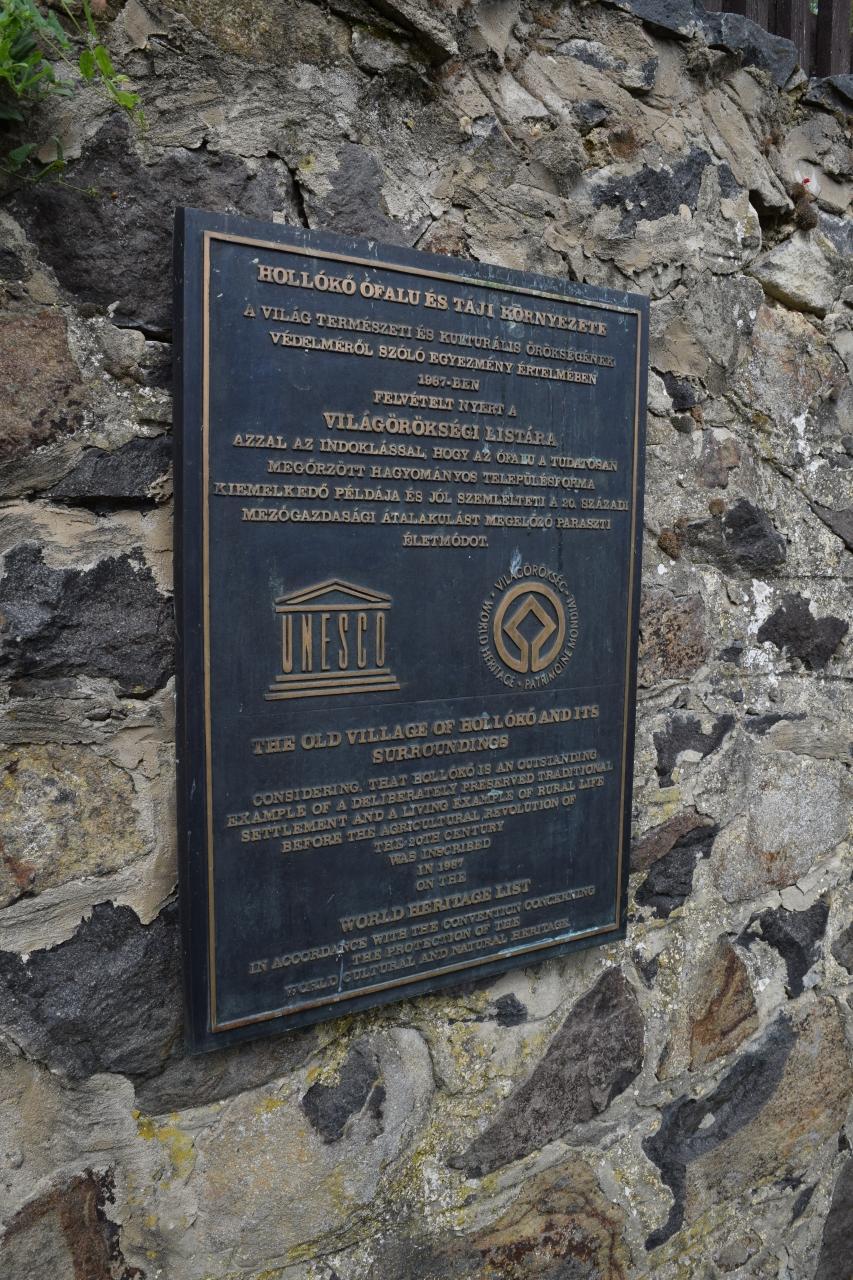 HOLLÓKŐ ÓFALU ÉS TÁJI KÖRNYEZETE
A VILÁG TERMÉSZETI ÉS KULTURÁLIS ÖRÖKSÉGÉNEK
VÉDELMÉRŐL SZÓLÓ EGYEZMÉNY ÉRTELMÉBEN
1987-BEN
FELVÉTELT NYERT A
VILÁGÖRÖKSÉGI LISTÁRA
AZZAL AZ INDOKLÁSSAL, HOGY AZ ÓFALU A TUDATOSAN
MEGŐRZÖTT HAGYOMÁNYOS TELEPÜLÉSFORMA
KIEMELKEDŐ PÉLDÁJA ÉS JÓL SZEMLÉLTETI A 20. SZÁZADI
MEZŐGAZDASÁGI ÁTALAKULÁST MEGELŐZŐ PARASZTI
ÉLETMÓDOT.
UNESCO
VILÁGÖRÖKSÉG • WORLD HERITAGE • PATRIMOINE MONDIAL
THE OLD VILLAGE OF HOLLÓKŐ AND ITS
SURROUNDINGS
CONSIDERING, THAT HOLLÓKŐ IS AN OUTSTANDING
EXAMPLE OF A DELIBERATELY PRESERVED TRADITIONAL
SETTLEMENT AND A LIVING EXAMPLE OF RURAL LIFE
BEFORE THE AGRICULTURAL REVOLUTION OF
THE 20TH CENTURY
WAS INSCRIBED
IN 1987
ON THE
WORLD HERITAGE LIST
IN ACCORDANCE WITH THE CONVENTION CONCERNING
THE PROTECTION OF THE
WORLD CULTURAL AND NATURAL HERITAGE.